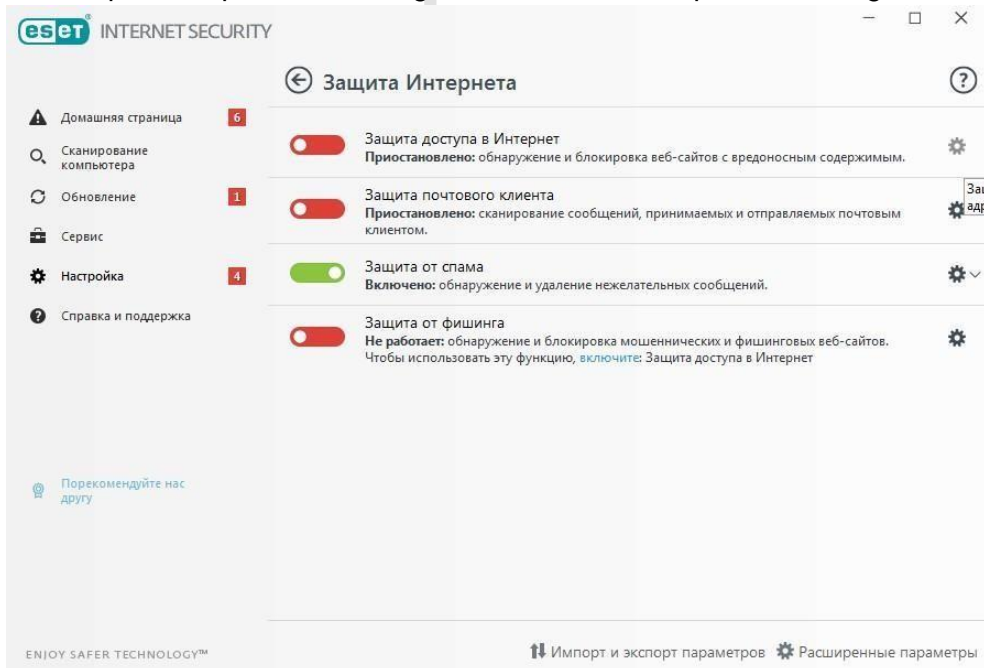 eset INTERNET SECURITY
Защита Интернета
Домашняя страница 6
Сканирование
компьютера
Обновление 1
Сервис
Настройка 4
Справка и поддержка
Порекомендуйте нас
другу
Защита доступа в Интернет
Приостановлено: обнаружение и блокировка веб-сайтов с вредоносным содержимым.
Защита почтового клиента
Приостановлено: сканирование сообщений, принимаемых и отправляемых почтовым
клиентом.
Защита от спама
Включено: обнаружение и удаление нежелательных сообщений.
Защита от фишинга
Не работает: обнаружение и блокировка мошеннических и фишинговых веб-сайтов.
Чтобы использовать эту функцию, включите: Защита доступа в Интернет
ENJOY SAFER TECHNOLOGY™
Импорт и экспорт параметров Расширенные параметры